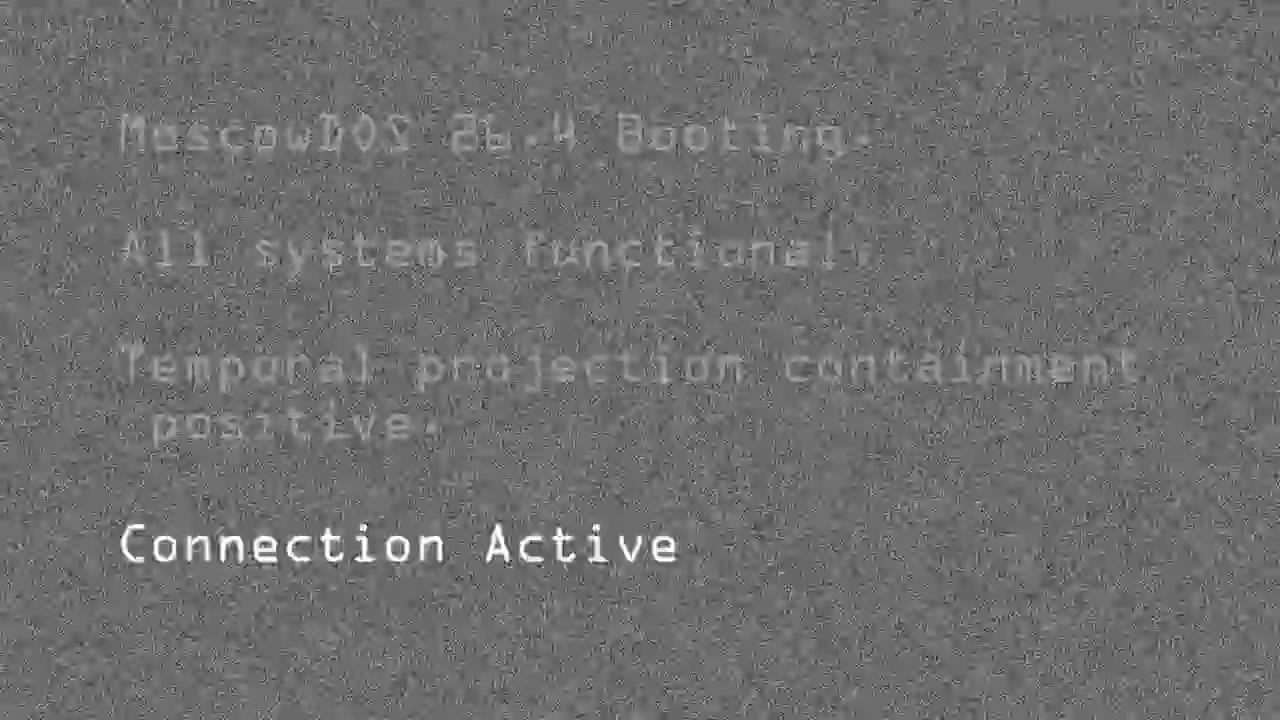 MoscowDOS 26.4 Booting.
All systems functional.
Temporal projection containment
positive.
Connection Active